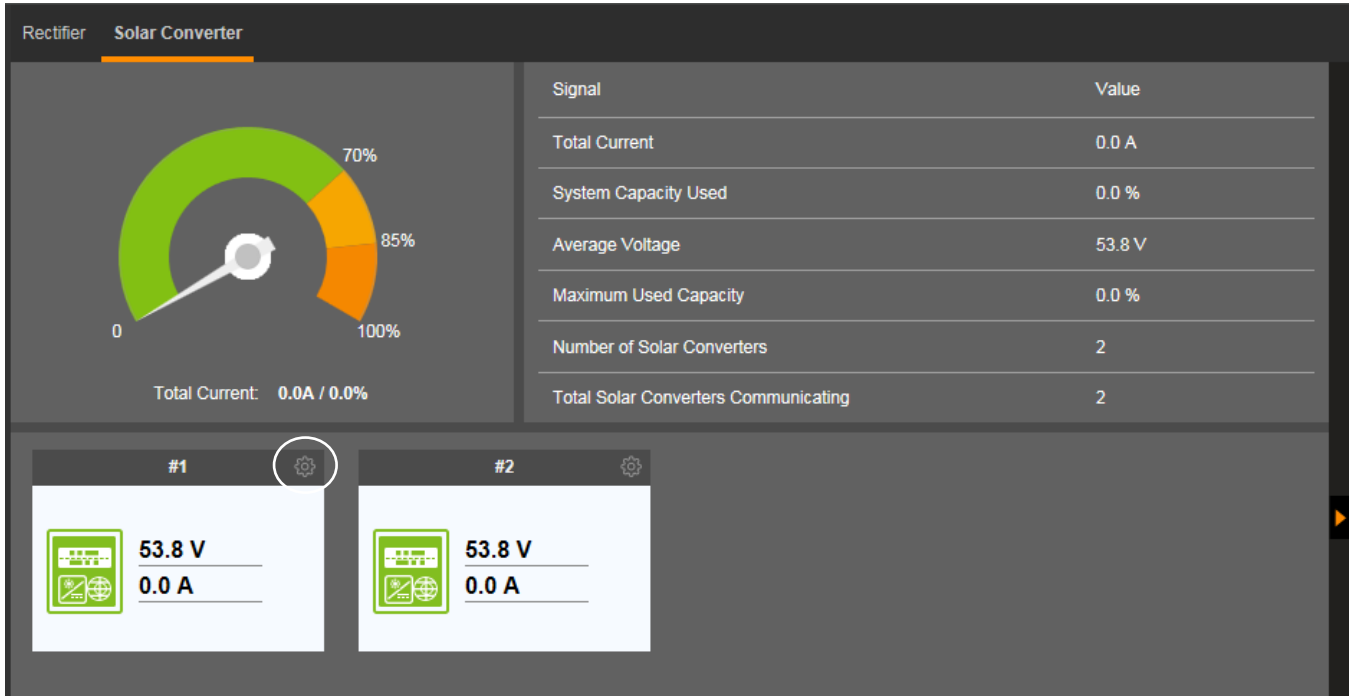 Rectifier Solar Converter
70%
85%
0
100%
Total Current: 0.0A / 0.0%
Signal Value
Total Current 0.0 A
System Capacity Used 0.0 %
Average Voltage 53.8 V
Maximum Used Capacity 0.0 %
Number of Solar Converters 2
Total Solar Converters Communicating 2
#1
53.8 V
0.0 A
#2
53.8 V
0.0 A